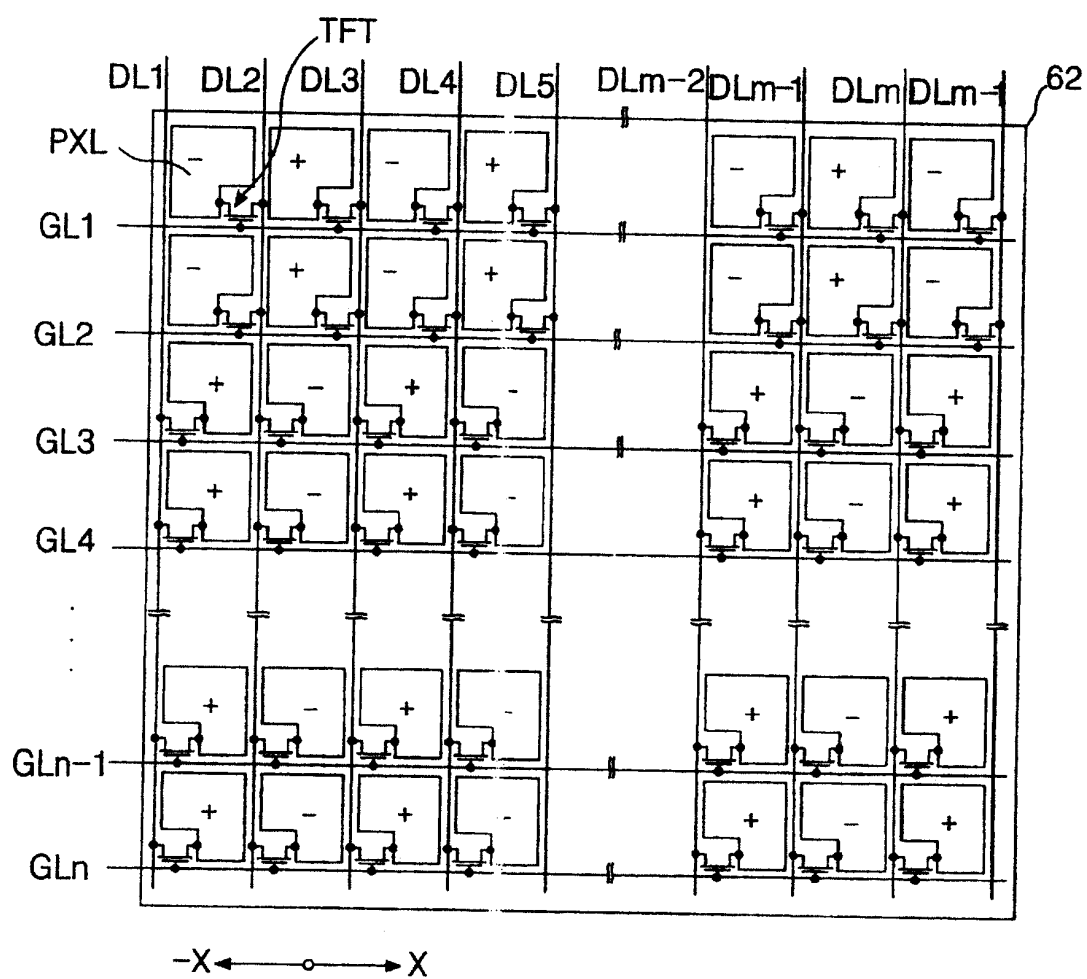 TFT
DL1 DL2 DL3 DL4 DL5 DLm-2 DLm-1 DLm DLm-1 62
PXL
- + - + - + -
GL1
- + - + - + -
GL2
+ - + - + - +
GL3
+ - + - + - +
GL4
+ - + - + - +
GLn-1
+ - + - + - +
GLn
-X X